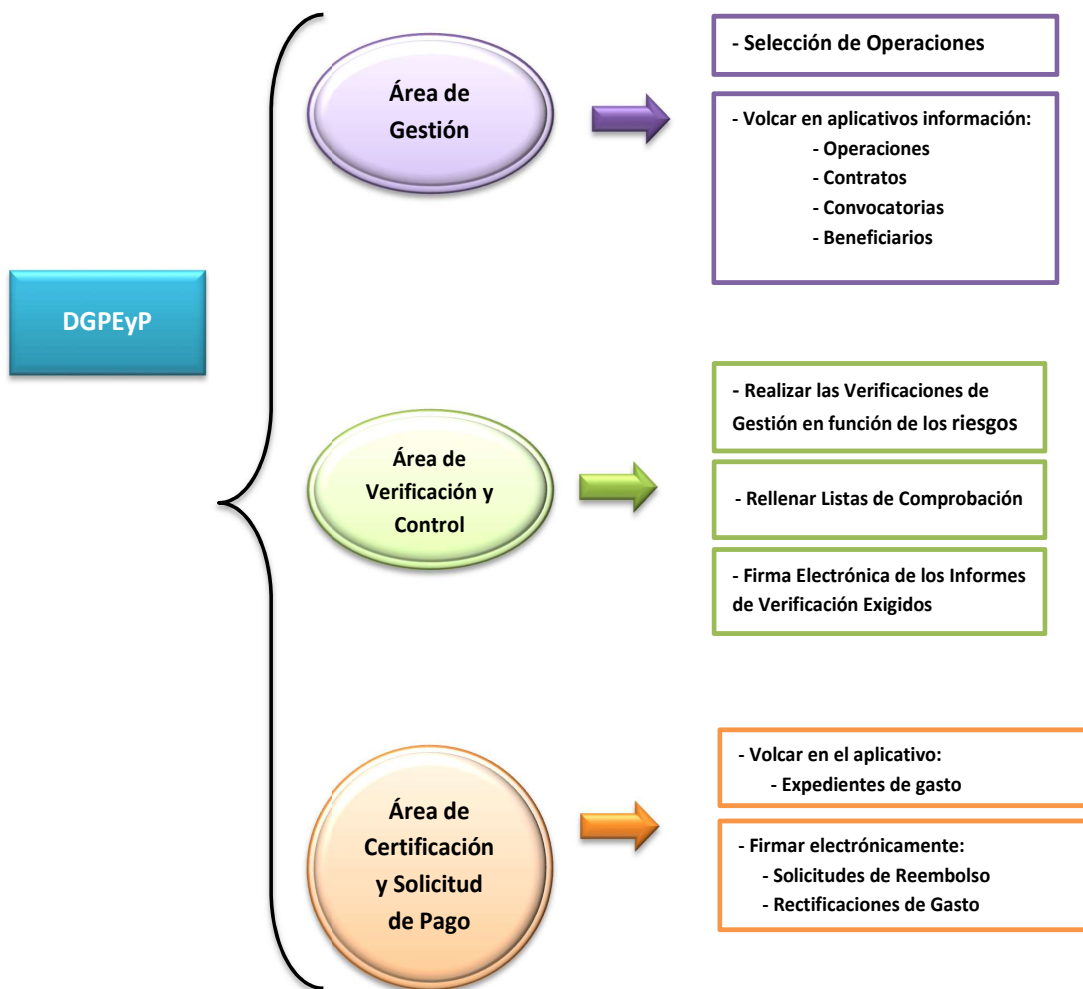 DGPEyP
Área de
Gestión
- Selección de Operaciones
- Volcar en aplicativos información:
- Operaciones
- Contratos
- Convocatorias
- Beneficiarios
Área de
Verificación y
Control
- Realizar las Verificaciones de
Gestión en función de los riesgos
- Rellenar Listas de Comprobación
- Firma Electrónica de los Informes
de Verificación Exigidos
Área de
Certificación
y Solicitud
de Pago
- Volcar en el aplicativo:
- Expedientes de gasto
- Firmar electrónicamente:
- Solicitudes de Reembolso
- Rectificaciones de Gasto